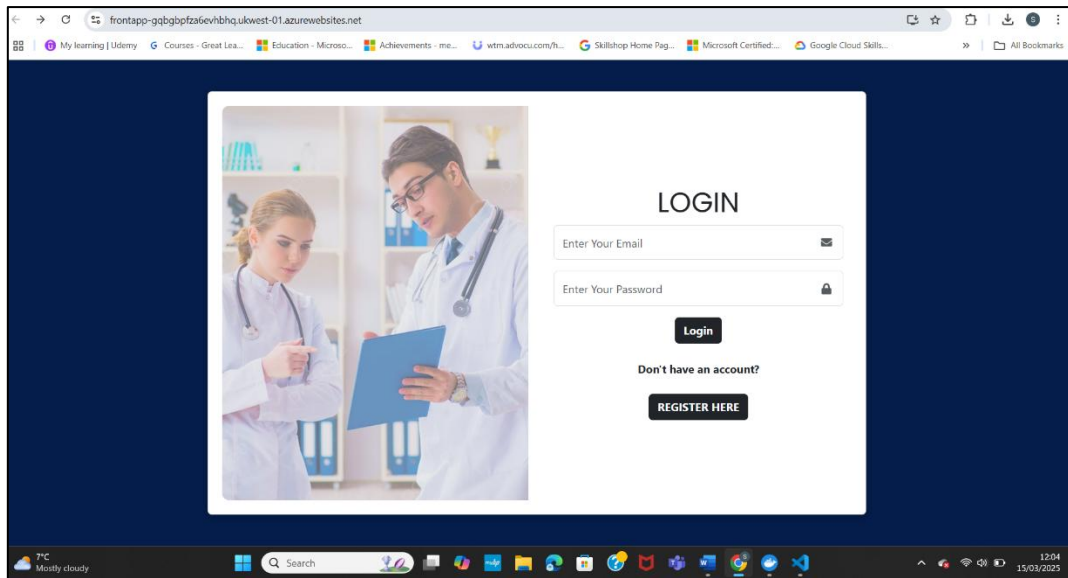 frontapp-gqbgbpfza6evhbhq.ukwest-01.azurewebsites.net
My learning | Udemy Courses - Great Lea... Education - Microso... Achievements - me... wtm.advocu.com/h... Skillshop Home Pag... Microsoft Certified:... Google Cloud Skills... » All Bookmarks
LOGIN
Enter Your Email
Enter Your Password
Login
Don't have an account?
REGISTER HERE
7°C
Mostly cloudy
Search
12:04
15/03/2025